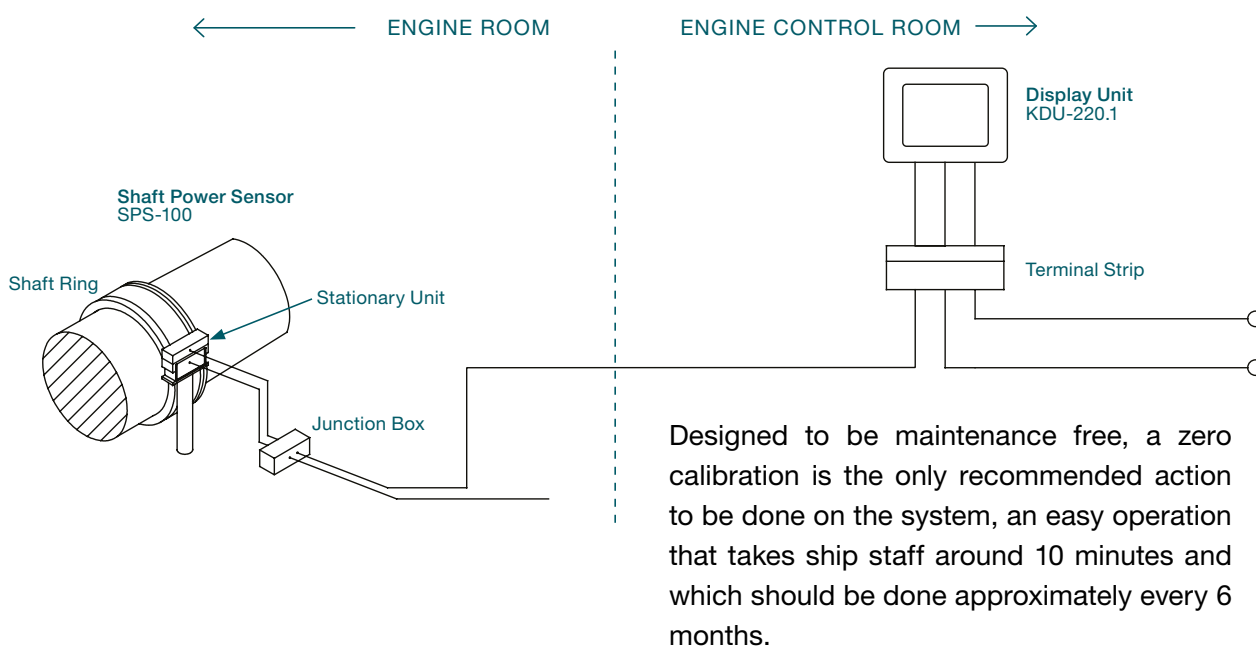 ENGINE ROOM
ENGINE CONTROL ROOM
Display Unit
KDU-220.1
Shaft Power Sensor
SPS-100
Shaft Ring
Stationary Unit
Terminal Strip
Junction Box
Designed to be maintenance free, a zero
calibration is the only recommended action
to be done on the system, an easy operation
that takes ship staff around 10 minutes and
which should be done approximately every 6
months.